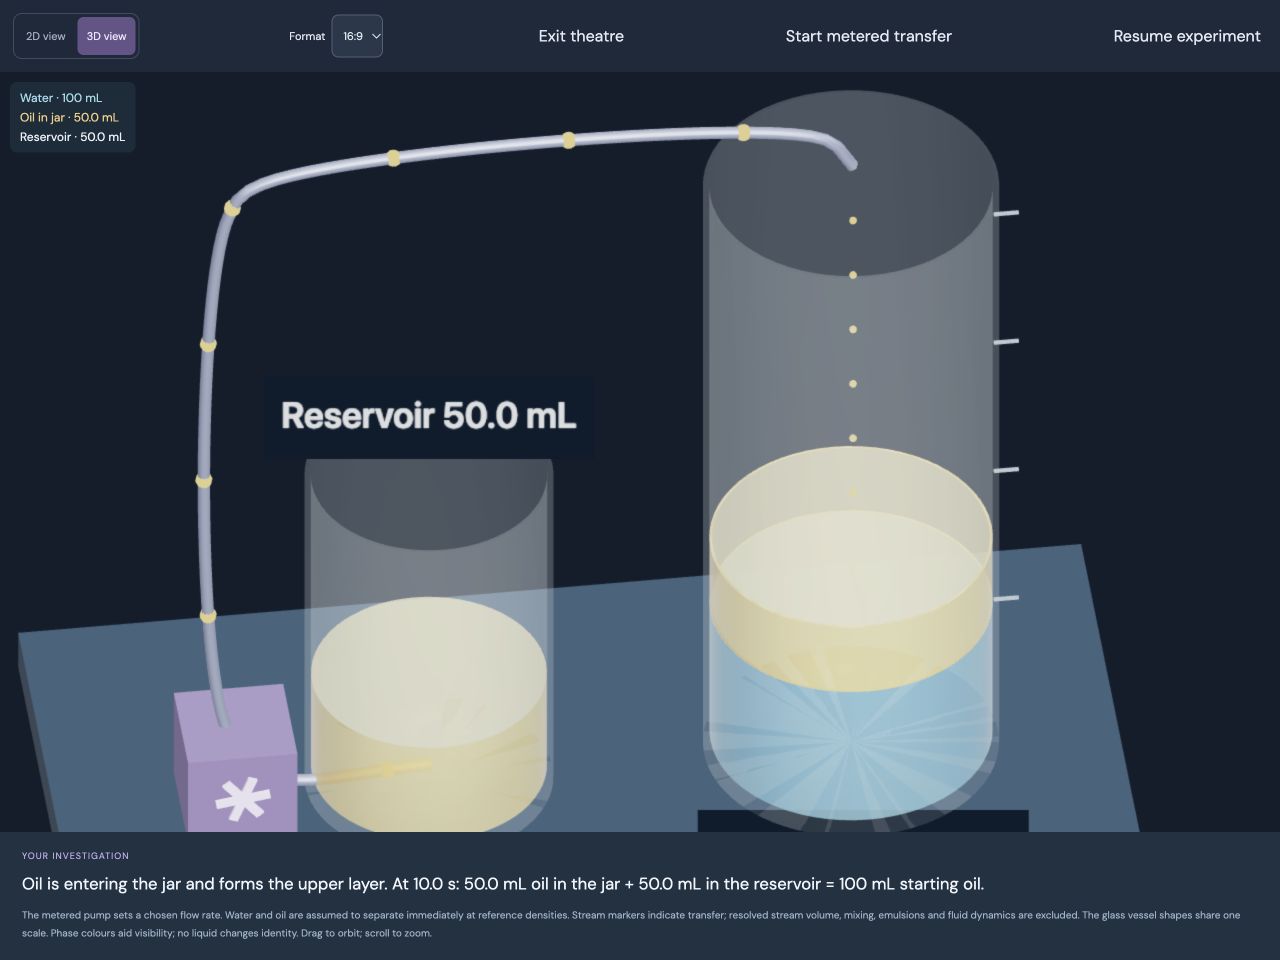 2D view
3D view
Format
16:9
Exit theatre
Start metered transfer
Resume experiment
Water · 100 mL
Oil in jar · 50.0 mL
Reservoir · 50.0 mL
Reservoir 50.0 mL
YOUR INVESTIGATION
Oil is entering the jar and forms the upper layer. At 10.0 s: 50.0 mL oil in the jar + 50.0 mL in the reservoir = 100 mL starting oil.
The metered pump sets a chosen flow rate. Water and oil are assumed to separate immediately at reference densities. Stream markers indicate transfer; resolved stream volume, mixing, emulsions and fluid dynamics are excluded. The glass vessel shapes share one
scale. Phase colours aid visibility; no liquid changes identity. Drag to orbit; scroll to zoom.